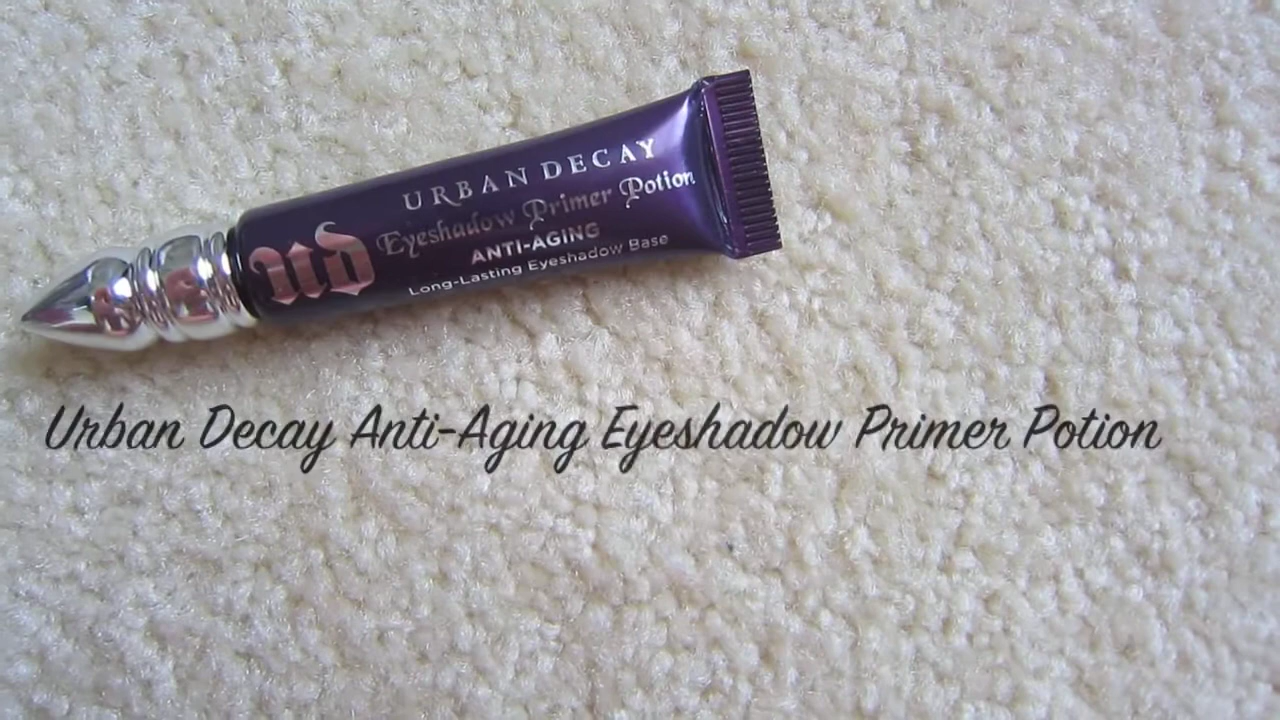 URBAN DECAY
Eyeshadow Primer Potion
UD
ANTI-AGING
Long-Lasting Eyeshadow Base
Urban Decay Anti-Aging Eyeshadow Primer Potion